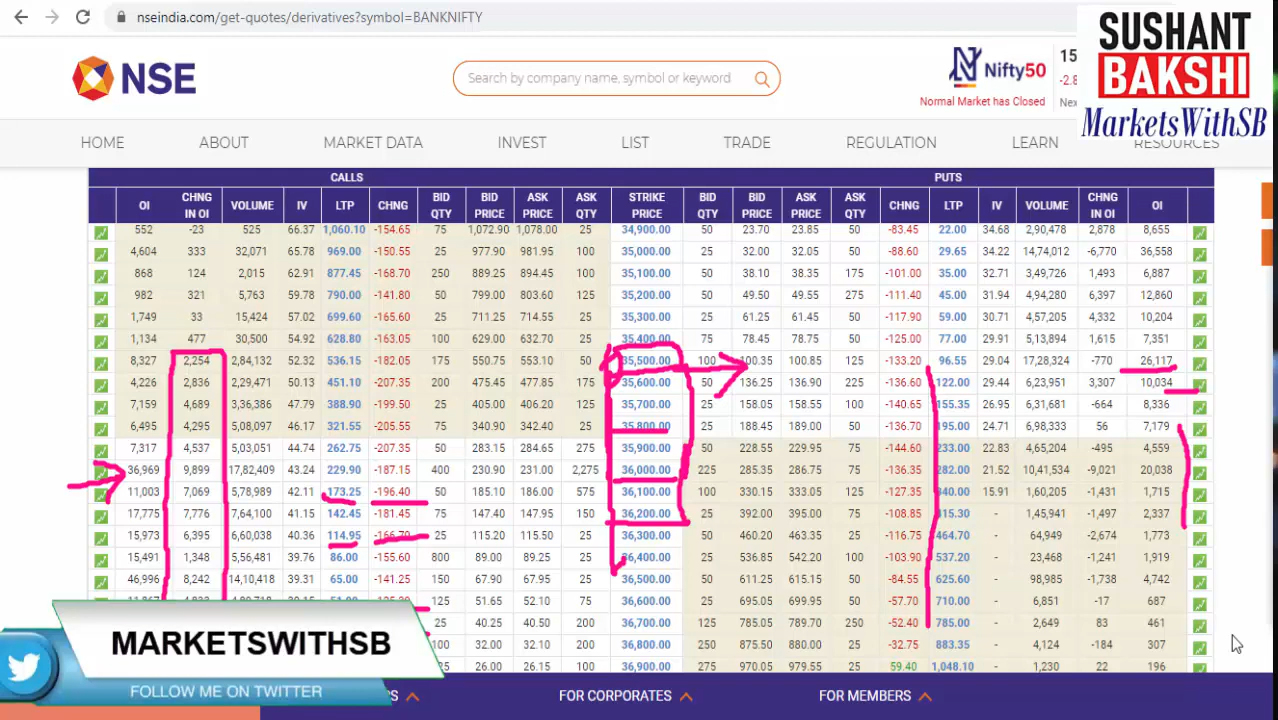 nseindia.com/get-quotes/derivatives?symbol=BANKNIFTY
SUSHANT
BAKSHI
MarketsWithSB
NSE
Search by company name, symbol or keyword
Nifty50
15
-2.8
Normal Market has Closed
Nex
HOME ABOUT MARKET DATA INVEST LIST TRADE REGULATION LEARN RESOURCES
CALLS PUTS
OI CHNG IN OI VOLUME IV LTP CHNG BID QTY BID PRICE ASK PRICE ASK QTY STRIKE PRICE BID QTY BID PRICE ASK PRICE ASK QTY CHNG LTP IV VOLUME CHNG IN OI OI
552 -23 525 66.37 1,060.10 -154.65 75 1,072.90 1,078.00 25 34,900.00 50 23.70 23.85 50 -83.45 22.00 34.68 2,90,478 2,878 8,655
4,604 333 32,071 65.78 969.00 -150.55 25 977.90 981.95 100 35,000.00 25 32.00 32.05 50 -88.60 29.65 34.22 14,74,012 -6,770 36,558
868 124 2,015 62.91 877.45 -168.70 250 889.25 894.45 100 35,100.00 25 38.10 38.35 175 -101.00 35.00 32.71 3,49,726 1,493 6,887
982 321 5,763 59.78 790.00 -141.80 50 799.00 803.60 125 35,200.00 50 49.50 49.55 275 -111.40 45.00 31.94 4,94,280 6,397 12,860
1,749 33 15,424 57.02 699.60 -165.60 25 711.25 714.55 25 35,300.00 25 61.25 61.45 50 -117.90 59.00 30.71 4,57,205 4,332 10,204
1,134 477 30,500 54.92 628.80 -163.05 100 629.00 632.70 25 35,400.00 75 78.45 78.75 50 -125.00 77.00 29.81 5,13,894 1,615 7,351
8,327 2,254 2,84,132 52.32 536.15 -182.05 175 550.75 553.10 50 35,500.00 100 100.35 100.85 125 -133.20 96.55 29.04 -770 26,117
4,226 2,836 2,29,471 50.13 451.10 -207.35 200 475.45 477.85 175 35,600.00 50 136.25 136.90 225 -136.60 122.00 29.44 6,23,951 3,307 10,034
7,159 4,689 3,36,386 47.79 388.90 -199.50 25 405.00 406.20 125 35,700.00 25 158.05 158.55 100 -140.65 155.35 26.95 6,31,681 -664 8,336
6,495 4,295 5,08,097 46.17 321.55 -205.55 75 340.90 342.40 25 35,800.00 25 188.45 189.00 50 -136.70 195.00 24.71 6,98,333 56 7,179
7,317 4,537 5,03,051 44.74 262.75 -207.35 25 283.15 284.65 275 35,900.00 50 228.55 229.95 75 -144.60 233.00 22.83 4,65,204 -495 4,559
36,969 9,899 17,82,409 43.24 229.90 -187.15 400 230.90 231.00 2,275 36,000.00 225 285.35 288.70 75 -136.35 282.00 21.52 10,41,534 -9,021 20,038
11,003 7,069 5,78,989 42.11 173.25 -196.40 50 185.10 186.00 575 36,100.00 100 330.15 333.05 125 -127.35 340.00 15.91 1,60,205 -1,431 1,715
17,775 7,776 7,64,100 41.15 142.45 -181.45 75 147.40 147.95 150 36,200.00 25 392.00 395.00 75 -108.85 415.30 - 1,45,941 -1,497 2,337
15,973 6,395 6,60,038 40.36 114.95 -166.70 25 115.20 115.50 25 36,300.00 50 460.20 463.35 25 -116.75 464.70 - 64,949 -2,674 1,773
15,491 1,348 5,56,481 39.76 86.00 -155.60 800 89.00 89.25 25 36,400.00 25 536.85 542.20 100 -103.90 537.20 - 23,468 -1,241 1,919
46,996 8,242 14,10,418 39.31 65.00 -141.25 150 67.90 67.95 25 36,500.00 50 611.25 615.15 50 -84.55 625.60 - 98,985 -1,738 4,742
125 51.65 52.10 75 36,600.00 25 695.05 699.95 50 -57.70 710.00 - 6,851 -17 687
125 40.25 40.50 200 36,700.00 125 785.05 789.70 250 -52.40 785.00 - 2,649 83 461
100 32.10 32.10 200 36,800.00 75 875.50 880.00 50 -32.75 883.35 - 4,124 -184 307
25 26.00 26.15 100 36,900.00 275 970.05 979.55 25 59.40 1,048.10 - 1,230 22 196
MARKETSWITHSB
FOLLOW ME ON TWITTER
FOR CORPORATES FOR MEMBERS